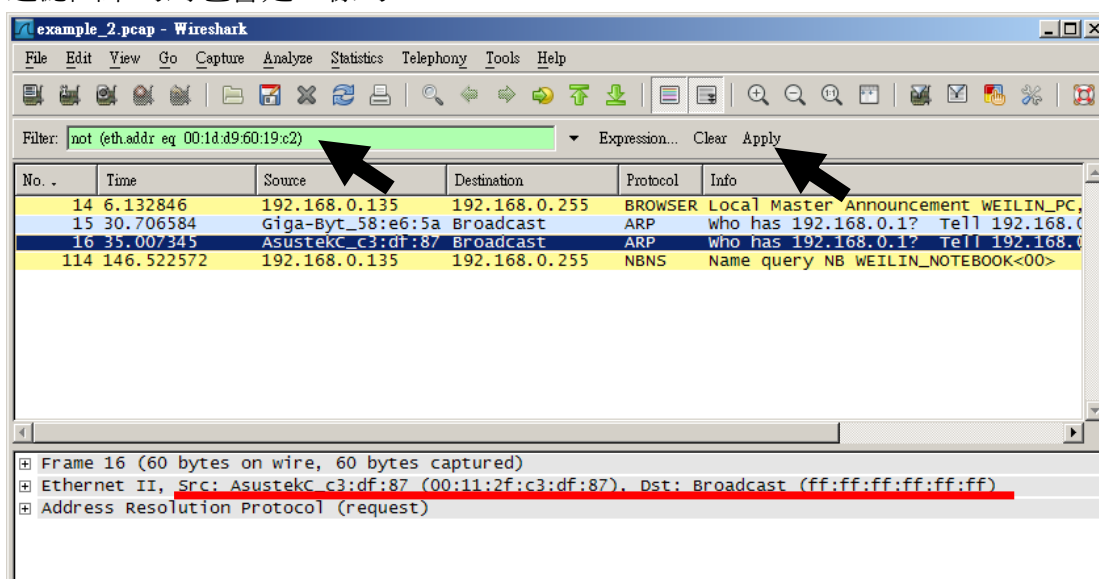 example_2.pcap - Wireshark
File Edit View Go Capture Analyze Statistics Telephony Tools Help
Filter: not (eth.addr eq 00:1d:d9:60:19:c2) Expression... Clear Apply
No. . Time Source Destination Protocol Info
14 6.132846 192.168.0.135 192.168.0.255 BROWSER Local Master Announcement WEILIN_PC,
15 30.706584 Giga-Byt_58:e6:5a Broadcast ARP Who has 192.168.0.1? Tell 192.168.0
16 35.007345 AsustekC_c3:df:87 Broadcast ARP Who has 192.168.0.1? Tell 192.168.0
114 146.522572 192.168.0.135 192.168.0.255 NBNS Name query NB WEILIN_NOTEBOOK<00>
Frame 16 (60 bytes on wire, 60 bytes captured)
Ethernet II, Src: AsustekC_c3:df:87 (00:11:2f:c3:df:87), Dst: Broadcast (ff:ff:ff:ff:ff:ff)
Address Resolution Protocol (request)